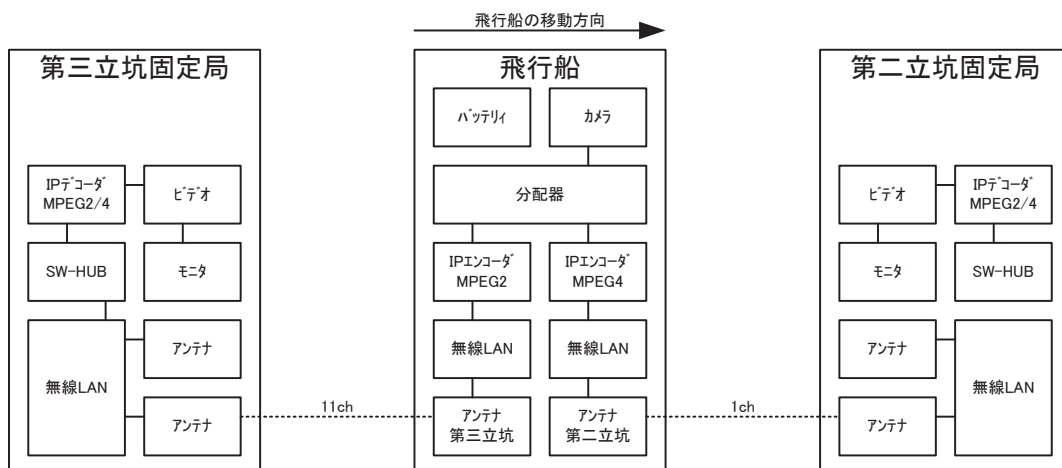 飛行船の移動方向
第三立坑固定局
IPデコーダ
MPEG2/4
ビデオ
SW-HUB
モニタ
無線LAN
アンテナ
アンテナ
11ch
飛行船
バッテリィ
カメラ
分配器
IPエンコーダ
MPEG2
IPエンコーダ
MPEG4
無線LAN
無線LAN
アンテナ
第三立坑
アンテナ
第二立坑
1ch
第二立坑固定局
ビデオ
IPデコーダ
MPEG2/4
モニタ
SW-HUB
アンテナ
無線LAN
アンテナ